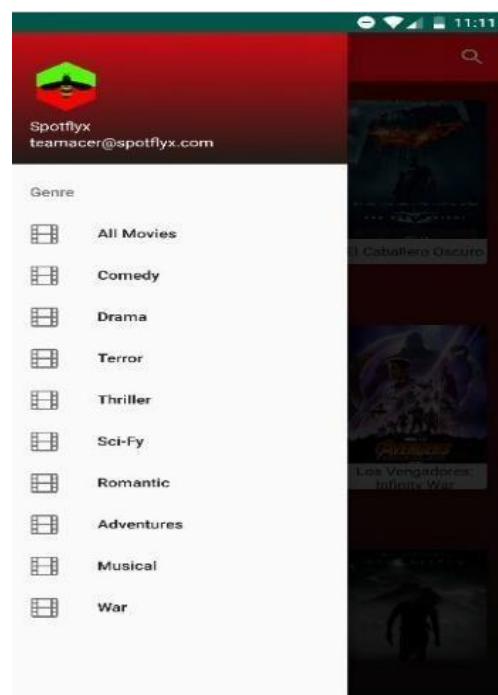 11:11
Spotflyx
teamacer@spotflyx.com
Genre
All Movies
Comedy
Drama
Terror
Thriller
Sci-Fy
Romantic
Adventures
Musical
War
El Caballero Oscuro
AVENGERS
Los Vengadores:
Infinity War